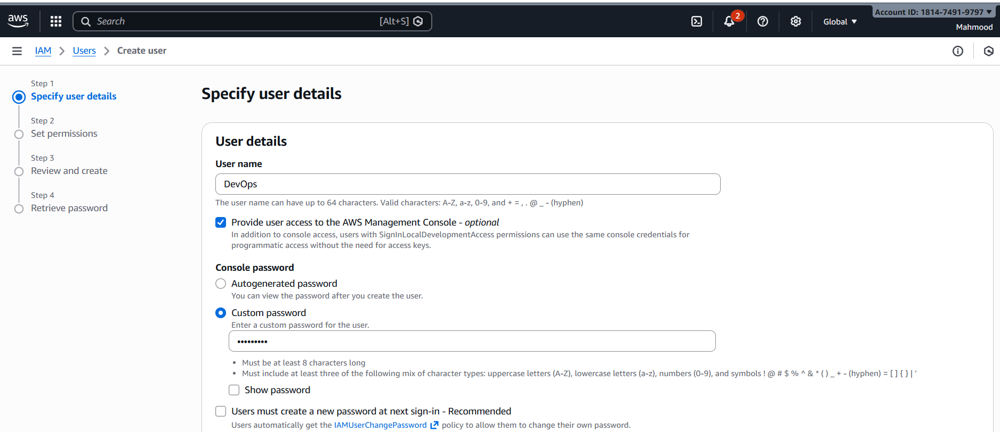 aws
Search
[Alt+S]
2
Global
Account ID: 1814-7491-9797
Mahmood
IAM
Users
Create user
Step 1
Specify user details
Step 2
Set permissions
Step 3
Review and create
Step 4
Retrieve password
Specify user details
User details
User name
DevOps
The user name can have up to 64 characters. Valid characters: A-Z, a-z, 0-9, and + = , . @ _ - (hyphen)
Provide user access to the AWS Management Console - optional
In addition to console access, users with SignInLocalDevelopmentAccess permissions can use the same console credentials for
programmatic access without the need for access keys.
Console password
Autogenerated password
You can view the password after you create the user.
Custom password
Enter a custom password for the user.
•••••••••
• Must be at least 8 characters long
• Must include at least three of the following mix of character types: uppercase letters (A-Z), lowercase letters (a-z), numbers (0-9), and symbols ! @ # $ % ^ & * ( ) _ + - (hyphen) = [ ] { } | '
Show password
Users must create a new password at next sign-in - Recommended
Users automatically get the IAMUserChangePassword policy to allow them to change their own password.